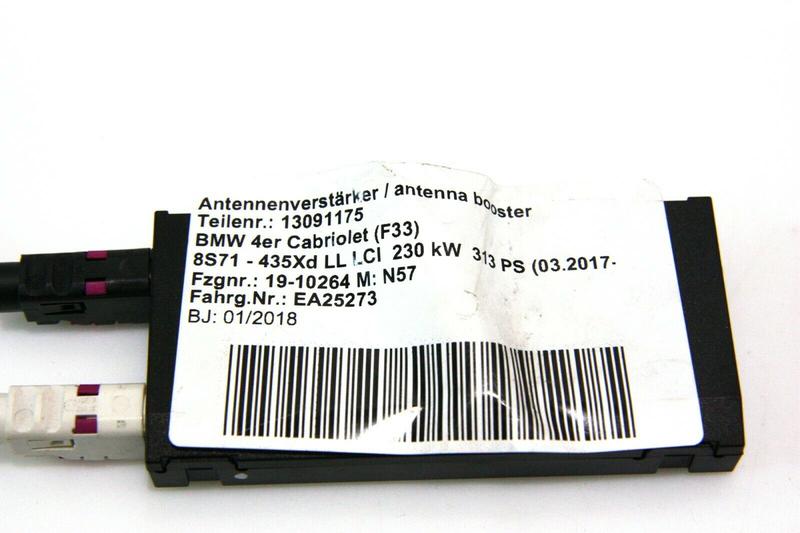 Antennenverstärker / antenna booster
Teilenr.: 13091175
BMW 4er Cabriolet (F33)
8S71 - 435Xd LL LCI 230 kW 313 PS (03.2017-
Fzgnr.: 19-10264 M: N57
Fahrg.Nr.: EA25273
BJ: 01/2018